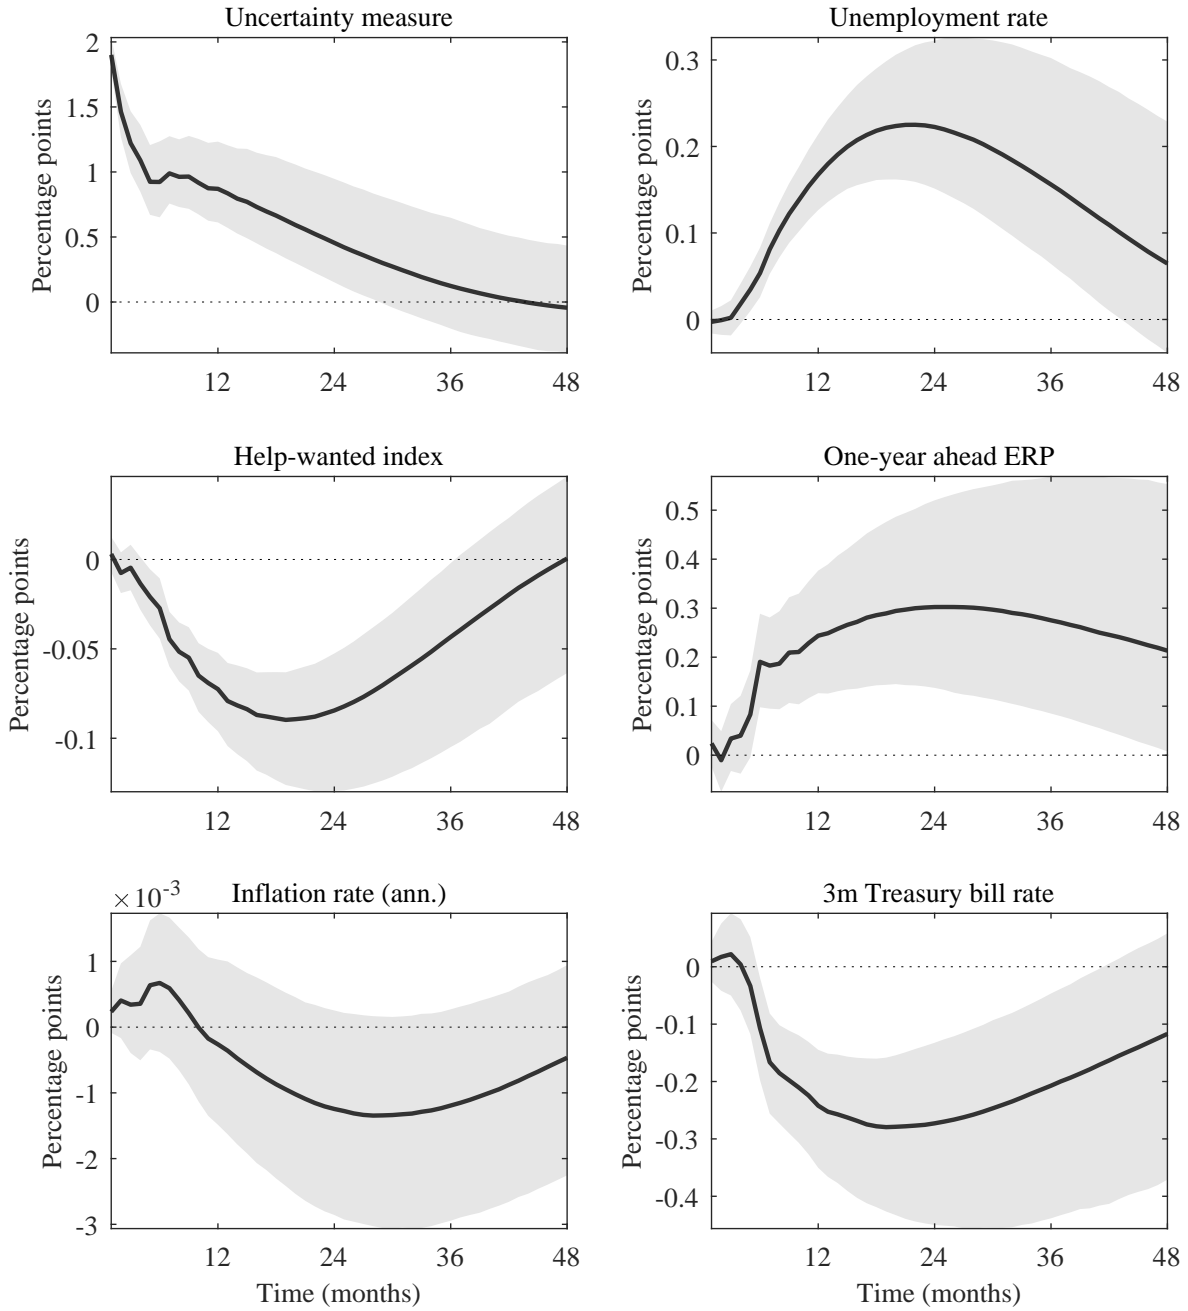 Uncertainty measure
Percentage points
2
1.5
1
0.5
0
12 24 36 48
Unemployment rate
Percentage points
0.3
0.2
0.1
0
12 24 36 48
Help-wanted index
Percentage points
0
-0.05
-0.1
12 24 36 48
One-year ahead ERP
Percentage points
0.5
0.4
0.3
0.2
0.1
0
12 24 36 48
×10-3
Inflation rate (ann.)
Percentage points
1
0
-1
-2
-3
12 24 36 48
Time (months)
3m Treasury bill rate
Percentage points
0
-0.1
-0.2
-0.3
-0.4
12 24 36 48
Time (months)